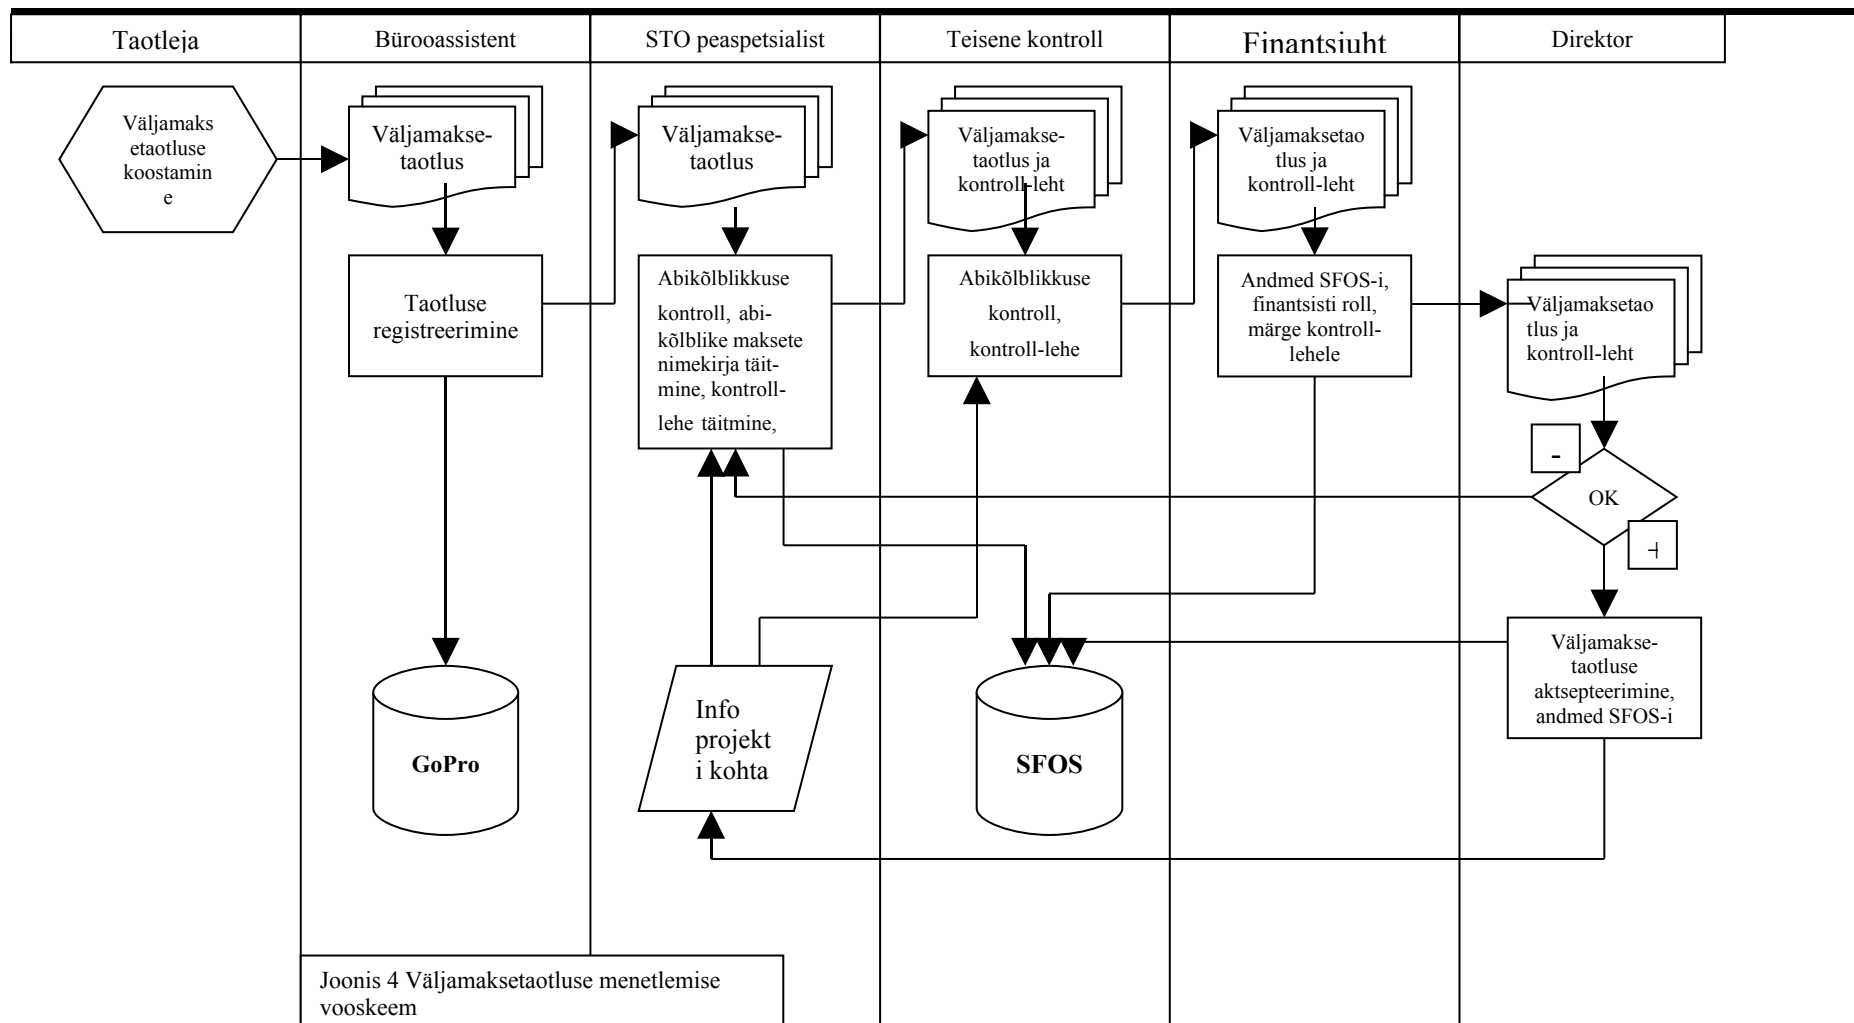 Taotleja
Bürooassistent
STO peaspetsialist
Teisene kontroll
Finantsjuht
Direktor
Väljamaks
etaotluse
koostamin
e
Väljamakse-
taotlus
Väljamakse-
taotlus
Väljamakse-
taotlus ja
kontroll-leht
Väljamaksetao
tlus ja
kontroll-leht
Taotluse
registreerimine
Abikõlblikkuse
kontroll, abi-
kõlblike maksete
nimekirja täit-
mine, kontroll-
lehe täitmine,
Abikõlblikkuse
kontroll,
kontroll-lehe
Andmed SFOS-i,
finantsisti roll,
märge kontroll-
lehele
Väljamaksetao
tlus ja
kontroll-leht
-
OK
+
Väljamakse-
taotluse
aktsepteerimine,
andmed SFOS-i
GoPro
Info
projekt
i kohta
SFOS
Joonis 4 Väljamaksetaotluse menetlemise
vooskeem